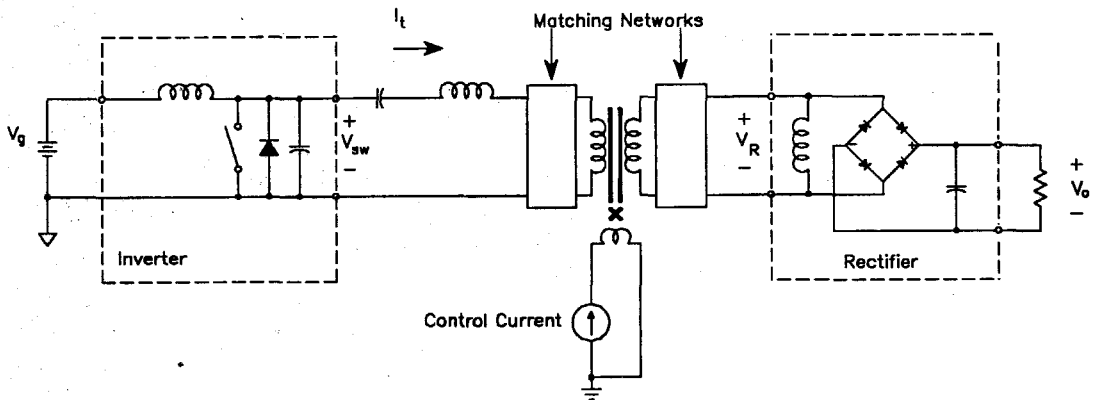 I_t
Matching Networks
V_g
+
V_sw
-
+
V_R
-
+
V_o
-
Inverter
Rectifier
Control Current